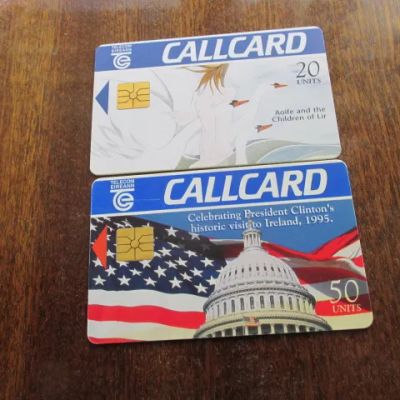 TELECOM
EIREANN
CALLCARD
20
UNITS
Aoife and the
Children of Lir
TELECOM
EIREANN
CALLCARD
Celebrating President Clinton's
historic visit to Ireland, 1995.
50
UNITS